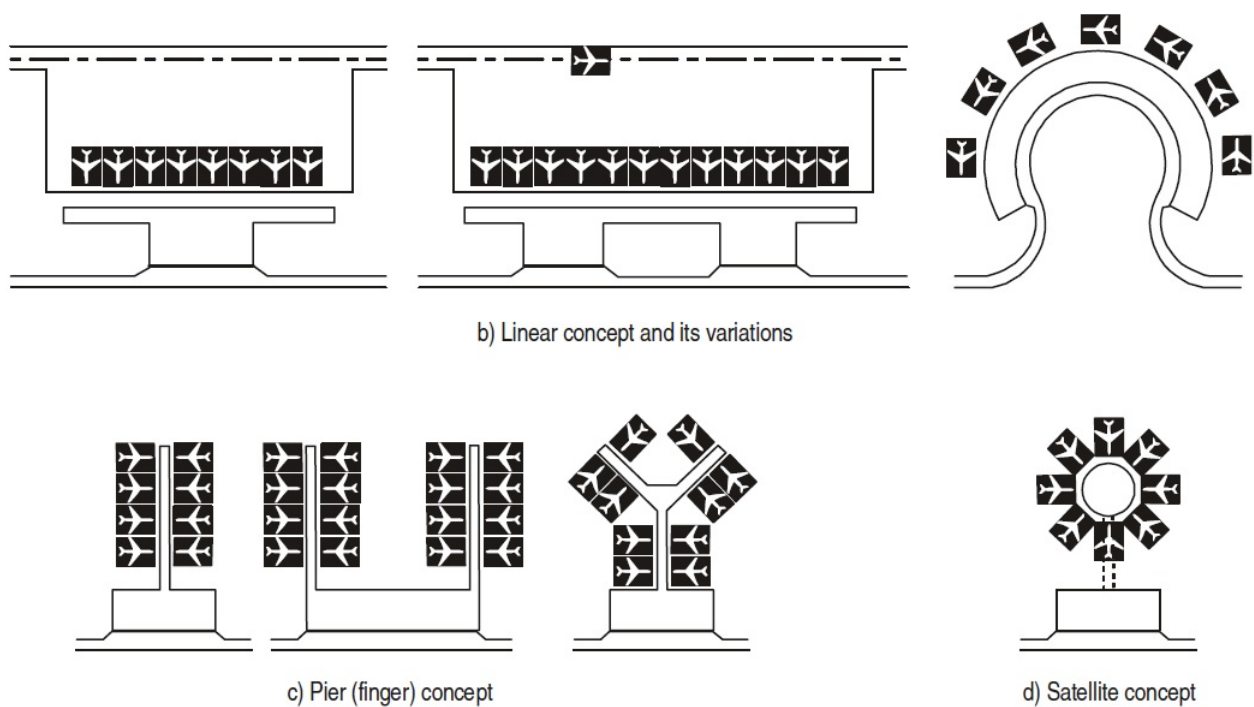 b) Linear concept and its variations
c) Pier (finger) concept
d) Satellite concept